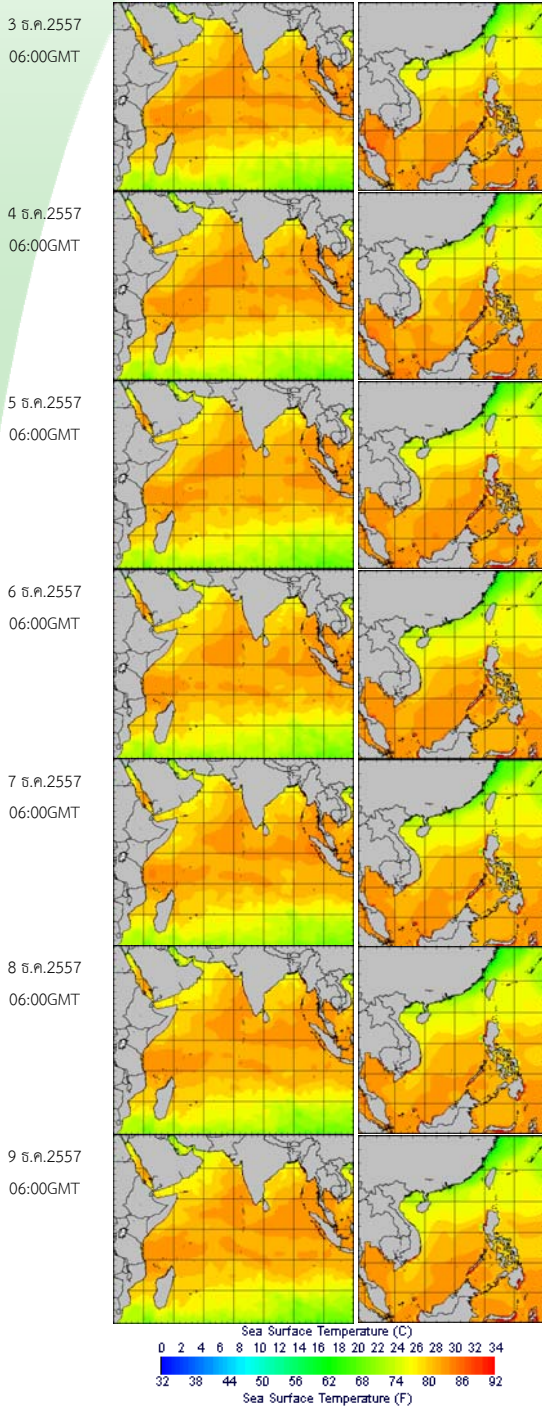 3 ธ.ค.2557
06:00GMT
4 ธ.ค.2557
06:00GMT
5 ธ.ค.2557
06:00GMT
6 ธ.ค.2557
06:00GMT
7 ธ.ค.2557
06:00GMT
8 ธ.ค.2557
06:00GMT
9 ธ.ค.2557
06:00GMT
Sea Surface Temperature (C)
0 2 4 6 8 10 12 14 16 18 20 22 24 26 28 30 32 34
32 38 44 50 56 62 68 74 80 86 92
Sea Surface Temperature (F)